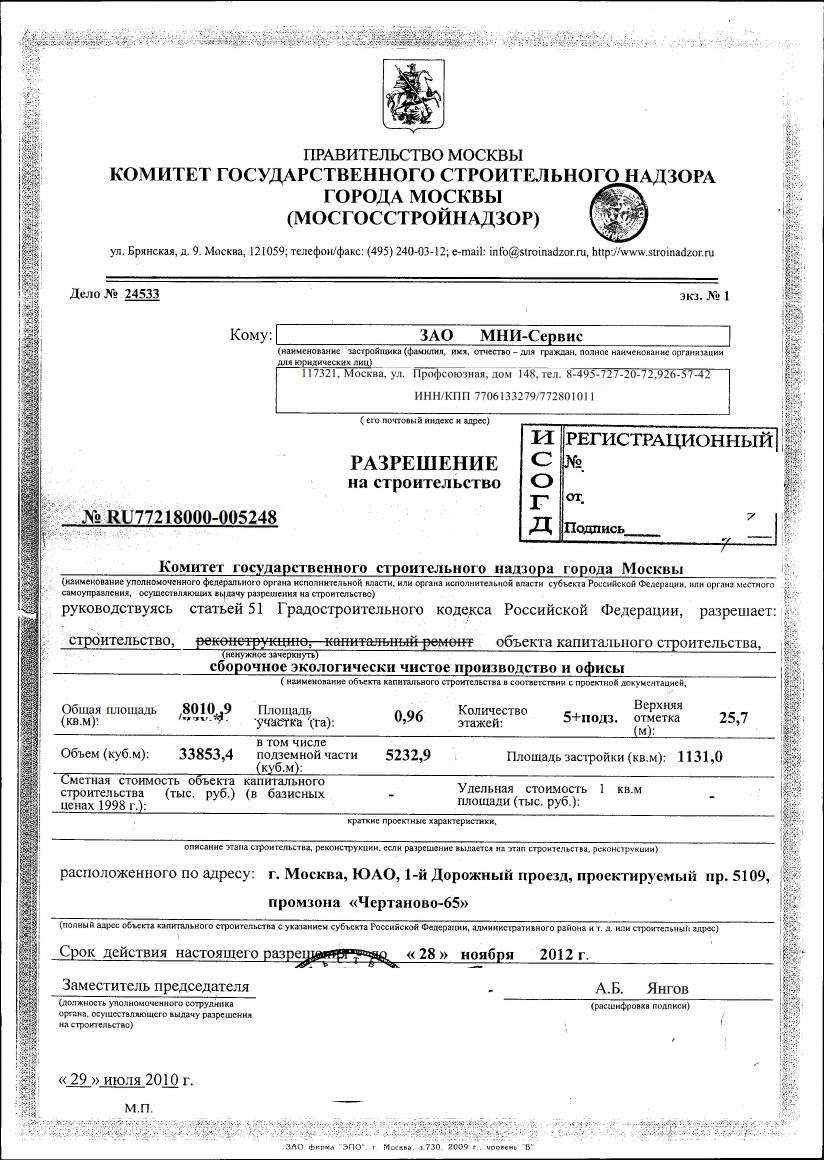 ПРАВИТЕЛЬСТВО МОСКВЫ
КОМИТЕТ ГОСУДАРСТВЕННОГО СТРОИТЕЛЬНОГО НАДЗОРА
ГОРОДА МОСКВЫ
(МОСГОССТРОЙНАДЗОР)
ул. Брянская, д. 9. Москва, 121059; телефон/факс: (495) 240-03-12; e-mail: info@stroinadzor.ru, http://www.stroinadzor.ru
Дело № 24533 экз. № 1
Кому: ЗАО МНИ-Сервис
(наименование застройщика (фамилия, имя, отчество – для граждан, полное наименование организации
для юридических лиц)
117321, Москва, ул. Профсоюзная, дом 148, тел. 8-495-727-20-72,926-57-42
ИНН/КПП 7706133279/772801011
( его почтовый индекс и адрес)
ИСОГД
РЕГИСТРАЦИОННЫЙ
№
от.
Подпись
РАЗРЕШЕНИЕ
на строительство
№ RU77218000-005248
Комитет государственного строительного надзора города Москвы
(наименование уполномоченного федерального органа исполнительной власти, или органа исполнительной власти субъекта Российской Федерации, или органа местного
самоуправления, осуществляющих выдачу разрешения на строительство)
руководствуясь статьей 51 Градостроительного кодекса Российской Федерации, разрешает:
строительство, реконструкцию, капитальный ремонт объекта капитального строительства,
(ненужное зачеркнуть)
сборочное экологически чистое производство и офисы
( наименование объекта капитального строительства в соответствии с проектной документацией,
Общая площадь (кв.м): 8010,9 Площадь участка (га): 0,96 Количество этажей: 5+подз. Верхняя отметка (м): 25,7
Объем (куб.м): 33853,4 в том числе подземной части (куб.м): 5232,9 Площадь застройки (кв.м): 1131,0
Сметная стоимость объекта капитального строительства (тыс. руб.) (в базисных ценах 1998 г.): - Удельная стоимость 1 кв.м площади (тыс. руб.): -
краткие проектные характеристики,
описание этапа строительства, реконструкции, если разрешение выдается на этап строительства, реконструкции)
расположенного по адресу: г. Москва, ЮАО, 1-й Дорожный проезд, проектируемый пр. 5109,
промзона «Чертаново-65»
(полный адрес объекта капитального строительства с указанием субъекта Российской Федерации, административного района и т. д. или строительный адрес)
Срок действия настоящего разрешения до «28» ноября 2012 г.
Заместитель председателя - А.Б. Янгов
(должность уполномоченного сотрудника
органа, осуществляющего выдачу разрешения
на строительство)
(расшифровка подписи)
«29» июля 2010 г.
М.П.
ЗАО фирма "ЭПО", г. Москва, з.730, 2009 г., уровень "В"